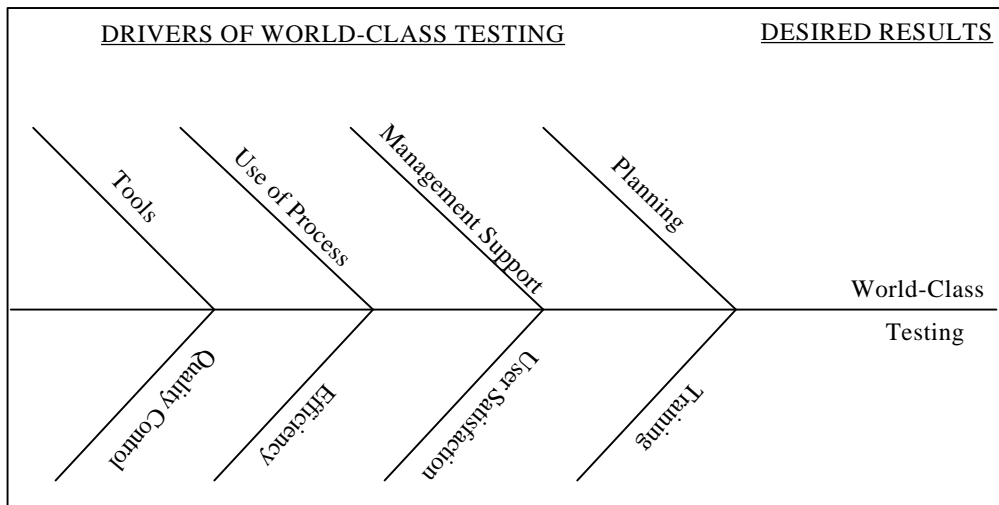 DRIVERS OF WORLD-CLASS TESTING
DESIRED RESULTS
Tools
Use of Process
Management Support
Planning
World-Class
Testing
Quality Control
Efficiency
User Satisfaction
Training